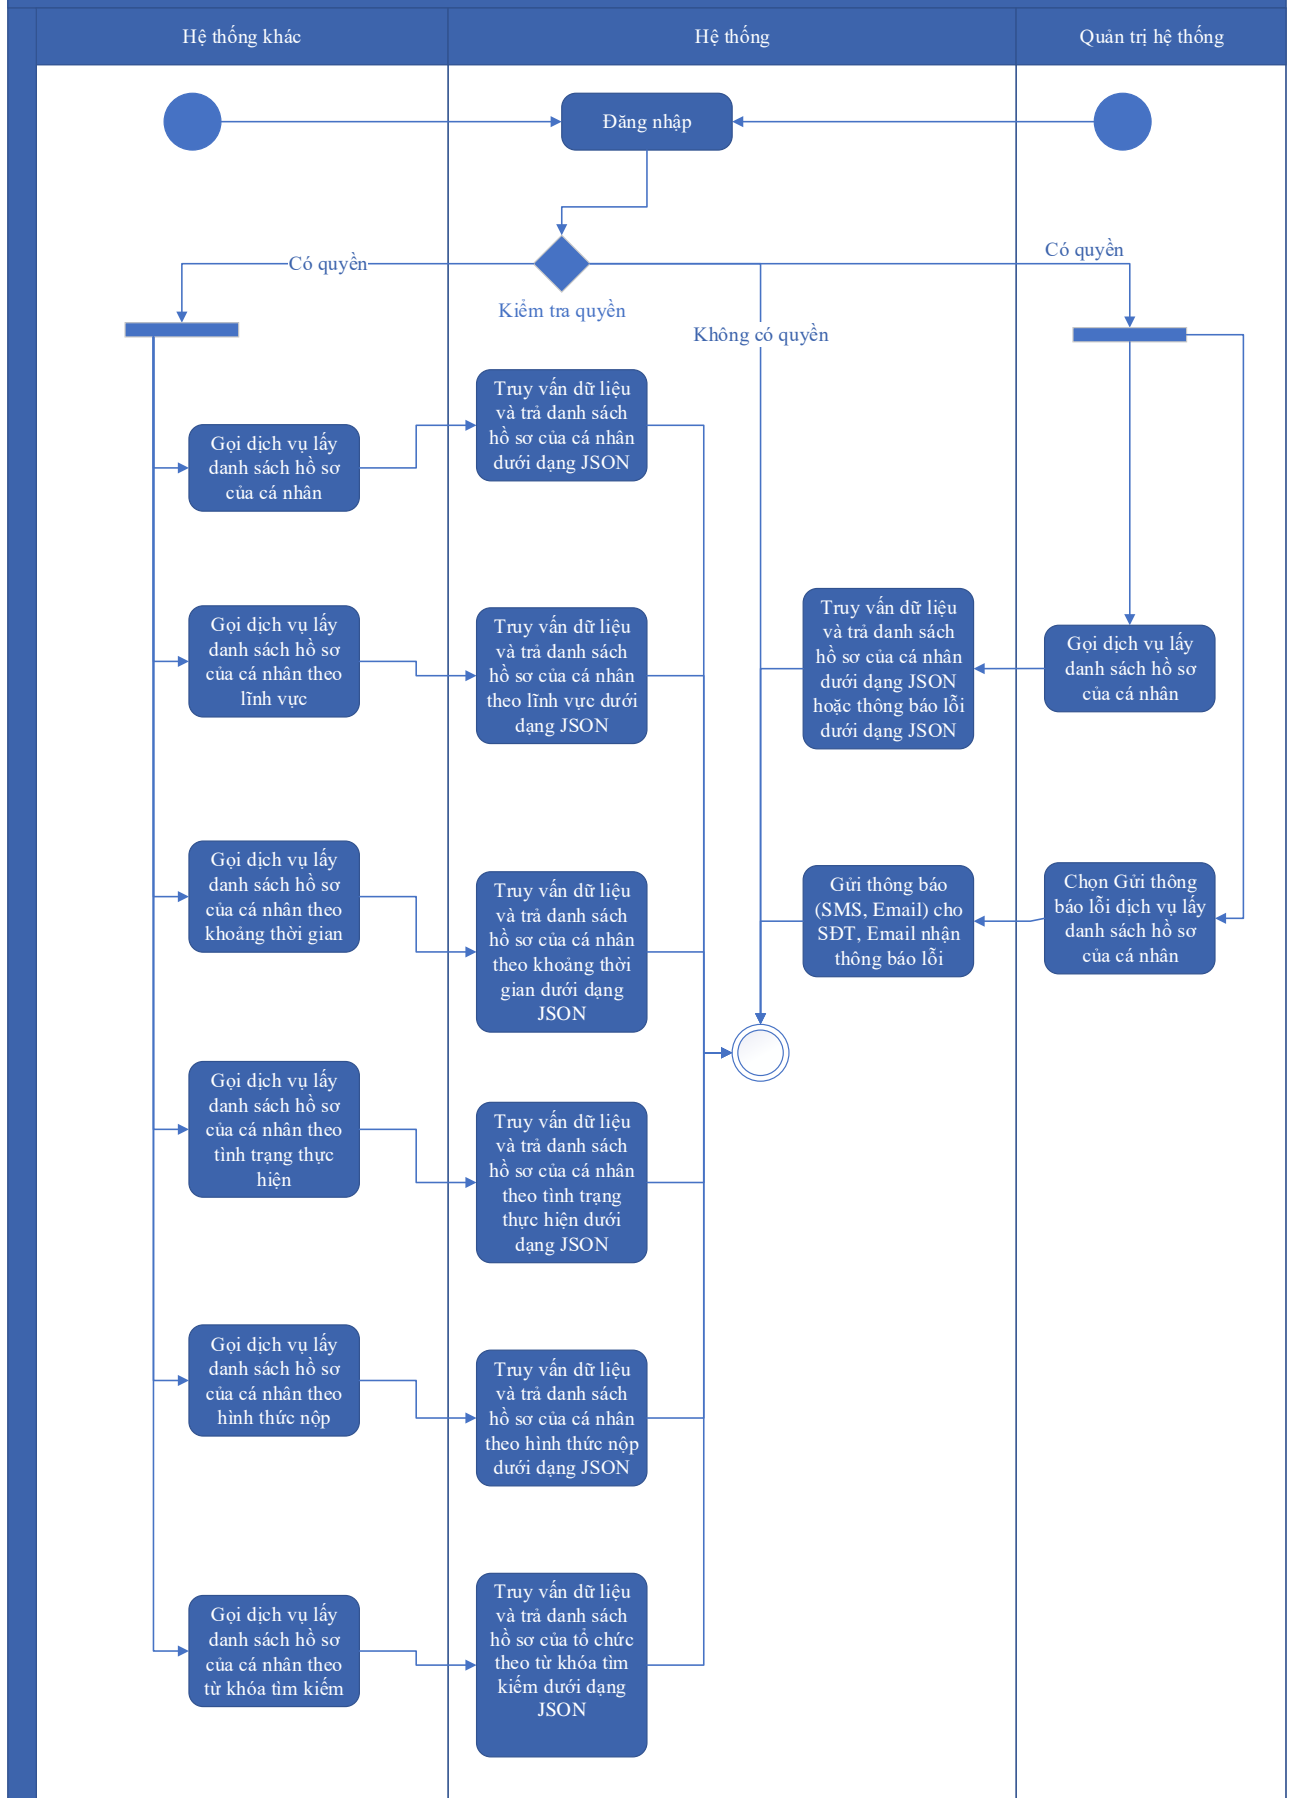 Hệ thống khác
Hệ thống
Quản trị hệ thống
Đăng nhập
Có quyền
Có quyền
Kiểm tra quyền
Không có quyền
Gọi dịch vụ lấy
danh sách hồ sơ
của cá nhân
Truy vấn dữ liệu
và trả danh sách
hồ sơ của cá nhân
dưới dạng JSON
Gọi dịch vụ lấy
danh sách hồ sơ
của cá nhân theo
lĩnh vực
Truy vấn dữ liệu
và trả danh sách
hồ sơ của cá nhân
theo lĩnh vực dưới
dạng JSON
Truy vấn dữ liệu
và trả danh sách
hồ sơ của cá nhân
dưới dạng JSON
hoặc thông báo lỗi
dưới dạng JSON
Gọi dịch vụ lấy
danh sách hồ sơ
của cá nhân
Gọi dịch vụ lấy
danh sách hồ sơ
của cá nhân theo
khoảng thời gian
Truy vấn dữ liệu
và trả danh sách
hồ sơ của cá nhân
theo khoảng thời
gian dưới dạng
JSON
Gửi thông báo
(SMS, Email) cho
SĐT, Email nhận
thông báo lỗi
Chọn Gửi thông
báo lỗi dịch vụ lấy
danh sách hồ sơ
của cá nhân
Gọi dịch vụ lấy
danh sách hồ sơ
của cá nhân theo
tình trạng thực
hiện
Truy vấn dữ liệu
và trả danh sách
hồ sơ của cá nhân
theo tình trạng
thực hiện dưới
dạng JSON
Gọi dịch vụ lấy
danh sách hồ sơ
của cá nhân theo
hình thức nộp
Truy vấn dữ liệu
và trả danh sách
hồ sơ của cá nhân
theo hình thức nộp
dưới dạng JSON
Gọi dịch vụ lấy
danh sách hồ sơ
của cá nhân theo
từ khóa tìm kiếm
Truy vấn dữ liệu
và trả danh sách
hồ sơ của tổ chức
theo từ khóa tìm
kiếm dưới dạng
JSON